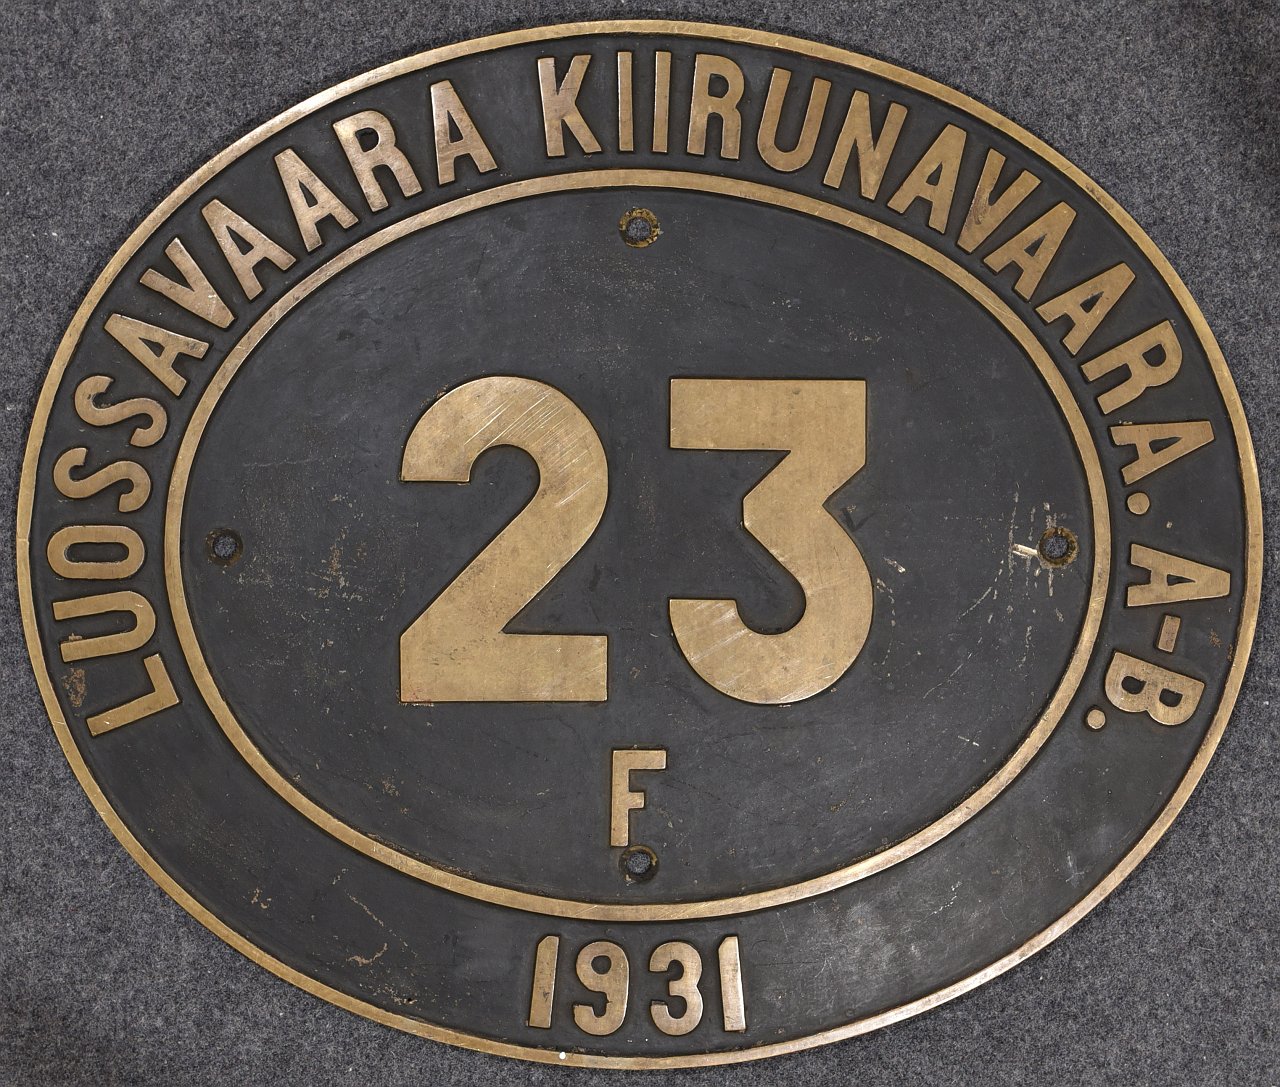 LUOSSAVAARA KIIRUNAVAARA. A. A-B.
23
F
1931